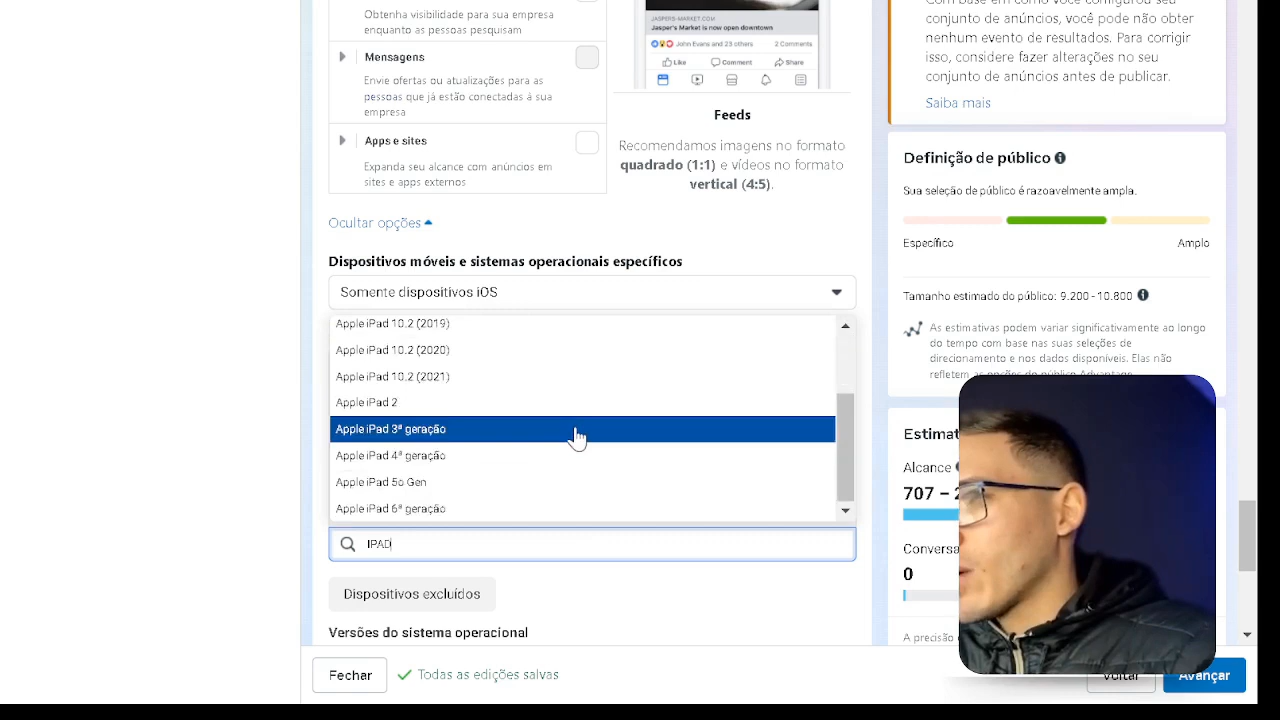 Obtenha visibilidade para sua empresa
enquanto as pessoas pesquisam
Mensagens
Envie ofertas ou atualizações para as
pessoas que já estão conectadas à sua
empresa
Apps e sites
Expanda seu alcance com anúncios em
sites e apps externos
JASPERS-MARKET.COM
Jasper's Market is now open downtown
John Evans and 23 others 2 Comments
Like Comment Share
Feeds
Recomendamos imagens no formato
quadrado (1:1) e vídeos no formato
vertical (4:5).
Ocultar opções
Dispositivos móveis e sistemas operacionais específicos
Somente dispositivos iOS
Apple iPad 10.2 (2019)
Apple iPad 10.2 (2020)
Apple iPad 10.2 (2021)
Apple iPad 2
Apple iPad 3ª geração
Apple iPad 4ª geração
Apple iPad 5o Gen
Apple iPad 6ª geração
IPAD
Dispositivos excluídos
Versões do sistema operacional
Fechar
Todas as edições salvas
Voltar
Avançar
Com base em como você configurou seu
conjunto de anúncios, você pode não obter
nenhum evento de resultados. Para corrigir
isso, considere fazer alterações no seu
conjunto de anúncios antes de publicar.
Saiba mais
Definição de público
Sua seleção de público é razoavelmente ampla.
Específico Amplo
Tamanho estimado do público: 9.200 - 10.800
As estimativas podem variar significativamente ao longo
do tempo com base nas suas seleções de
direcionamento e nos dados disponíveis. Elas não
refletem as opções do público Advantage.
Alcance
707 –
0
A precisão